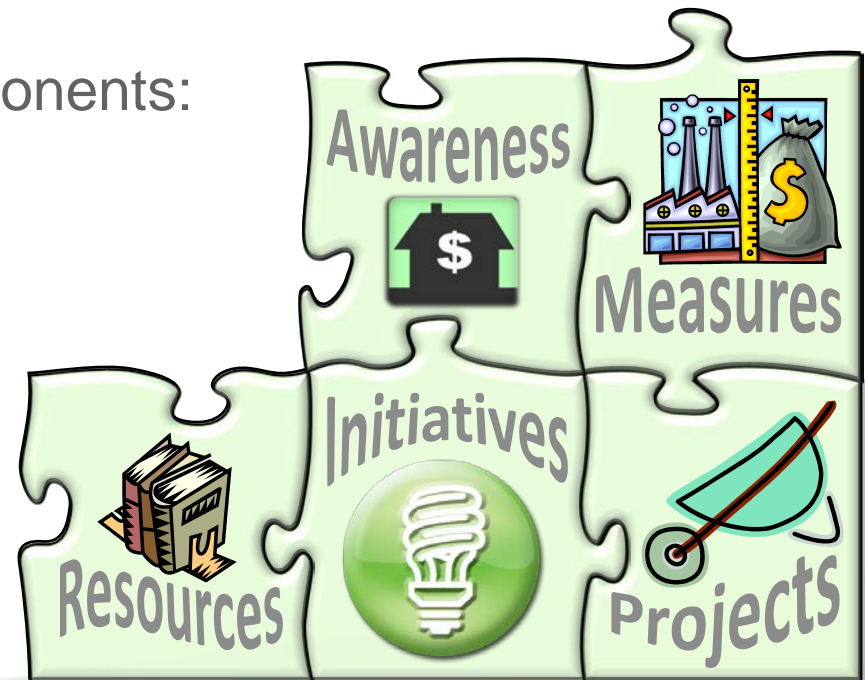 onents:
Awareness
$
$
Measures
Initiatives
Resources
Projects